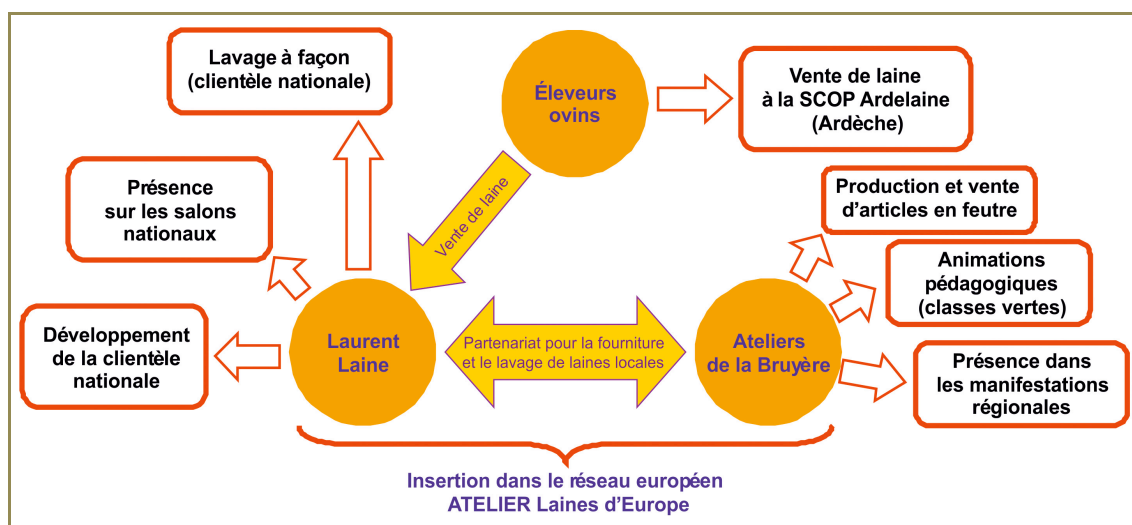 Lavage à façon
(clientèle nationale)
Éleveurs
ovins
Vente de laine
à la SCOP Ardelaine
(Ardèche)
Présence
sur les salons
nationaux
Vente de laine
Production et vente
d’articles en feutre
Animations
pédagogiques
(classes vertes)
Développement
de la clientèle
nationale
Laurent
Laine
Partenariat pour la fourniture
et le lavage de laines locales
Ateliers
de la Bruyère
Présence dans
les manifestations
régionales
Insertion dans le réseau européen
ATELIER Laines d’Europe